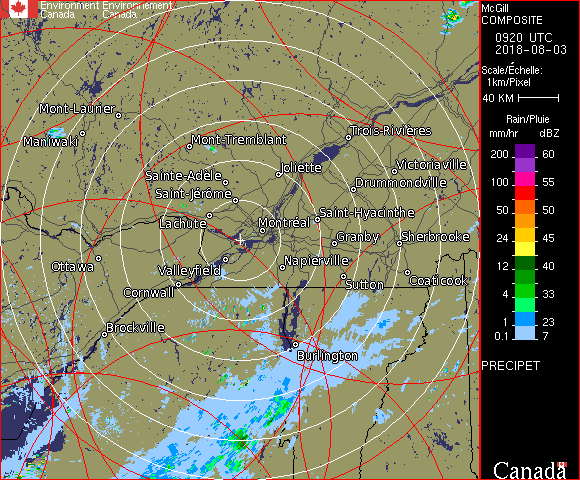 Environment Environnement
Canada Canada
McGill
COMPOSITE
0920 UTC
2018-08-03
Scale/Échelle:
1km/Pixel
40 KM
Rain/Pluie
mm/hr dBZ
200 60
65
100 55
50 50
24 45
12 40
4 33
1 23
0.1 7
PRECIPET
Canada
Mont-Laurier
Maniwaki
Mont-Tremblant
Trois-Rivières
Sainte-Adèle
Joliette
Victoriaville
Saint-Jérôme
Drummondville
Lachute
Saint-Hyacinthe
Montréal
Granby
Sherbrooke
Ottawa
Valleyfield
Napierville
Cornwall
Sutton
Coaticook
Brockville
Burlington